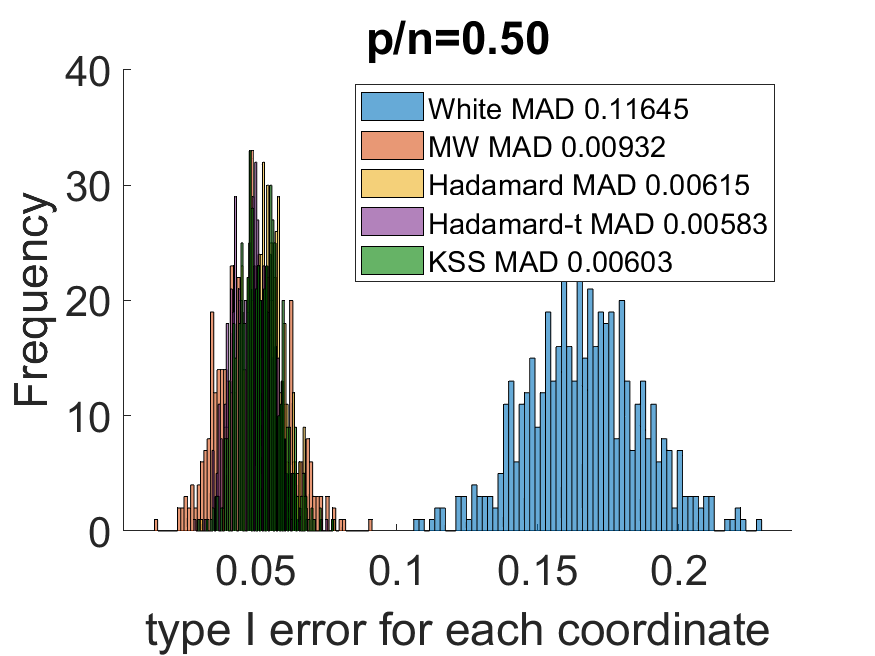 p/n=0.50
40
30
20
10
0
Frequency
White MAD 0.11645
MW MAD 0.00932
Hadamard MAD 0.00615
Hadamard-t MAD 0.00583
KSS MAD 0.00603
0.05 0.1 0.15 0.2
type I error for each coordinate